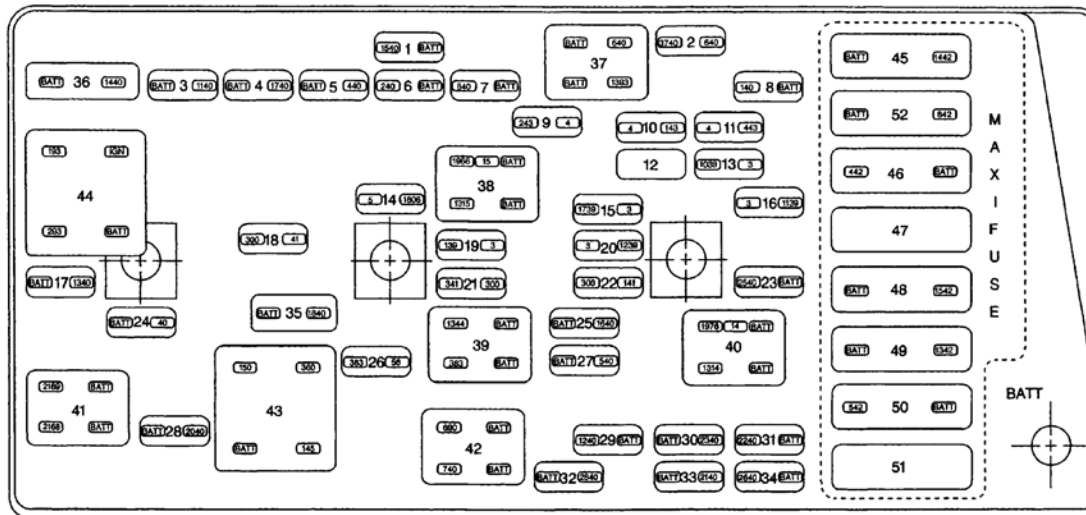 1540 1 BATT
BATT 640
37
BATT 1393
3740 2 640
BATT 45 1442
BATT 36 1440
BATT 3 1140
BATT 4 1740
BATT 5 440
240 6 BATT
840 7 BATT
140 8 BATT
243 9 4
4 10 143
4 11 443
BATT 52 842
193 IGN
44
293 BATT
1966 15 BATT
38
1315 BATT
12
1039 13 3
442 46 BATT
5 14 1806
1739 15 3
3 16 1139
47
300 18 41
139 19 3
3 20 1239
BATT 17 1340
341 21 300
300 22 141
2540 23 BATT
BATT 48 1542
BATT 24 40
BATT 35 1840
1344 BATT
39
383 BATT
BATT 25 1640
1976 14 BATT
40
1314 BATT
BATT 49 1342
150 360
43
BATT 145
383 26 56
BATT 27 540
2169 BATT
41
2168 BATT
BATT 28 2040
690 BATT
42
740 BATT
542 50 BATT
1240 29 BATT
BATT 30 2340
2240 31 BATT
BATT 32
BATT 33 2140
2640 34 BATT
51
MAXIFUSE
BATT